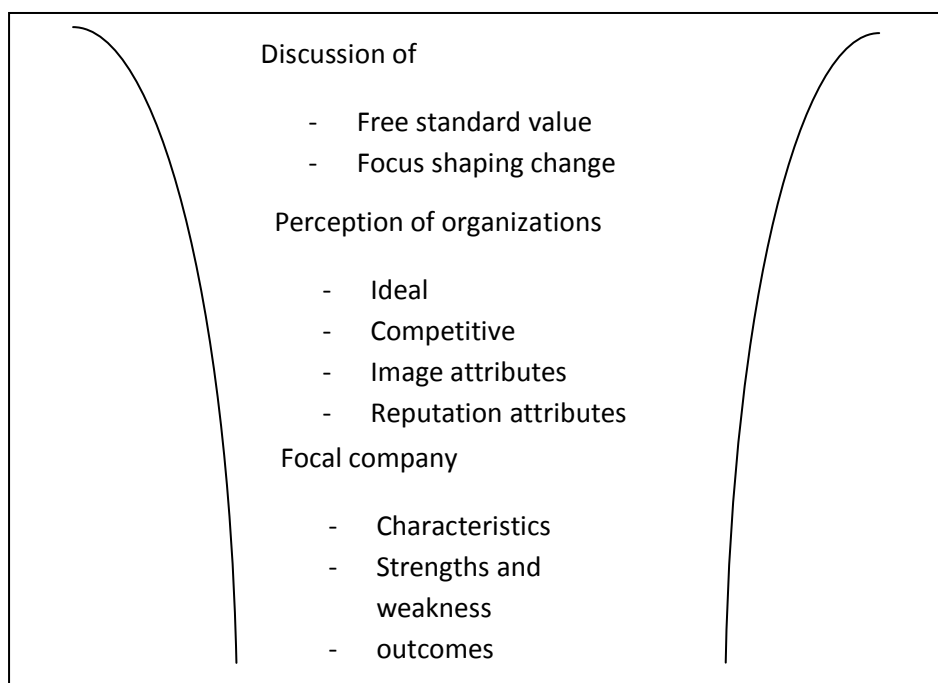 Discussion of
- Free standard value
- Focus shaping change
Perception of organizations
- Ideal
- Competitive
- Image attributes
- Reputation attributes
Focal company
- Characteristics
- Strengths and
weakness
- outcomes